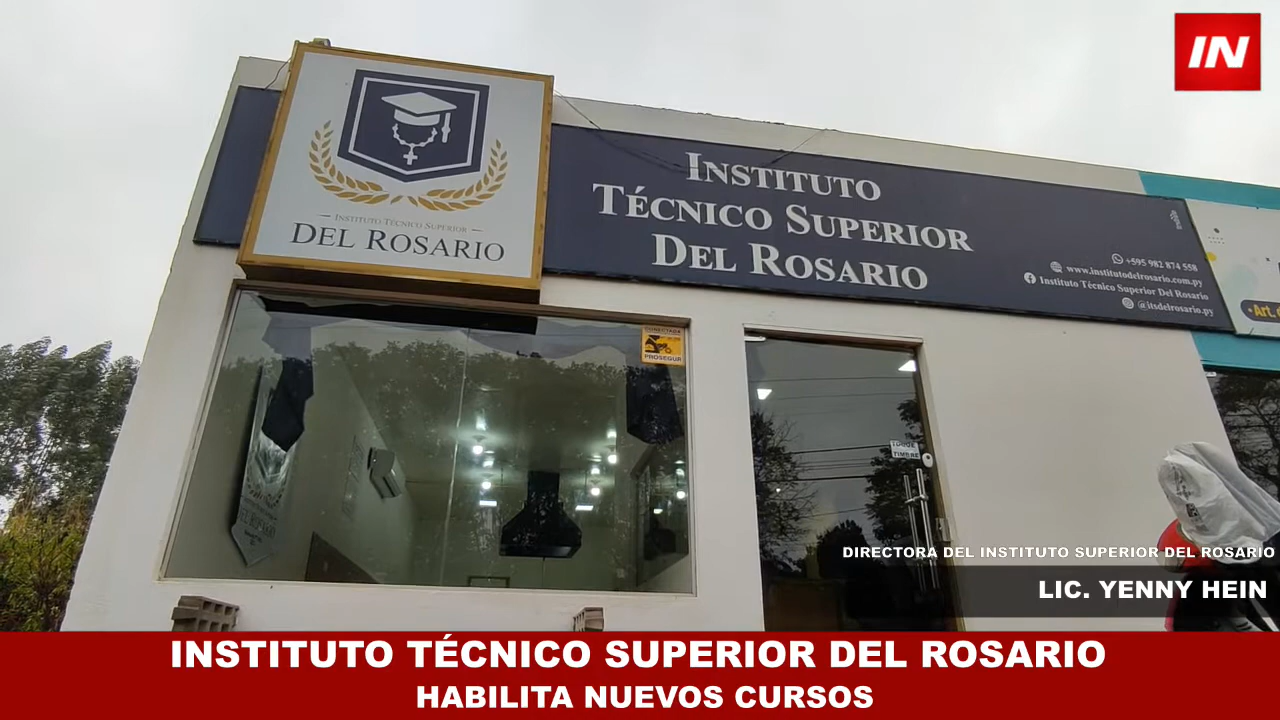 IN
INSTITUTO TÉCNICO SUPERIOR
DEL ROSARIO
INSTITUTO
TÉCNICO SUPERIOR
DEL ROSARIO
+595 982 874 558
www.institutodelrosario.com.py
Instituto Técnico Superior Del Rosario
@itsdelrosario.py
Art.
CONECTADA
PROSEGUR
TOQUE
TIMBRE
DIRECTORA DEL INSTITUTO SUPERIOR DEL ROSARIO
LIC. YENNY HEIN
INSTITUTO TÉCNICO SUPERIOR DEL ROSARIO
HABILITA NUEVOS CURSOS